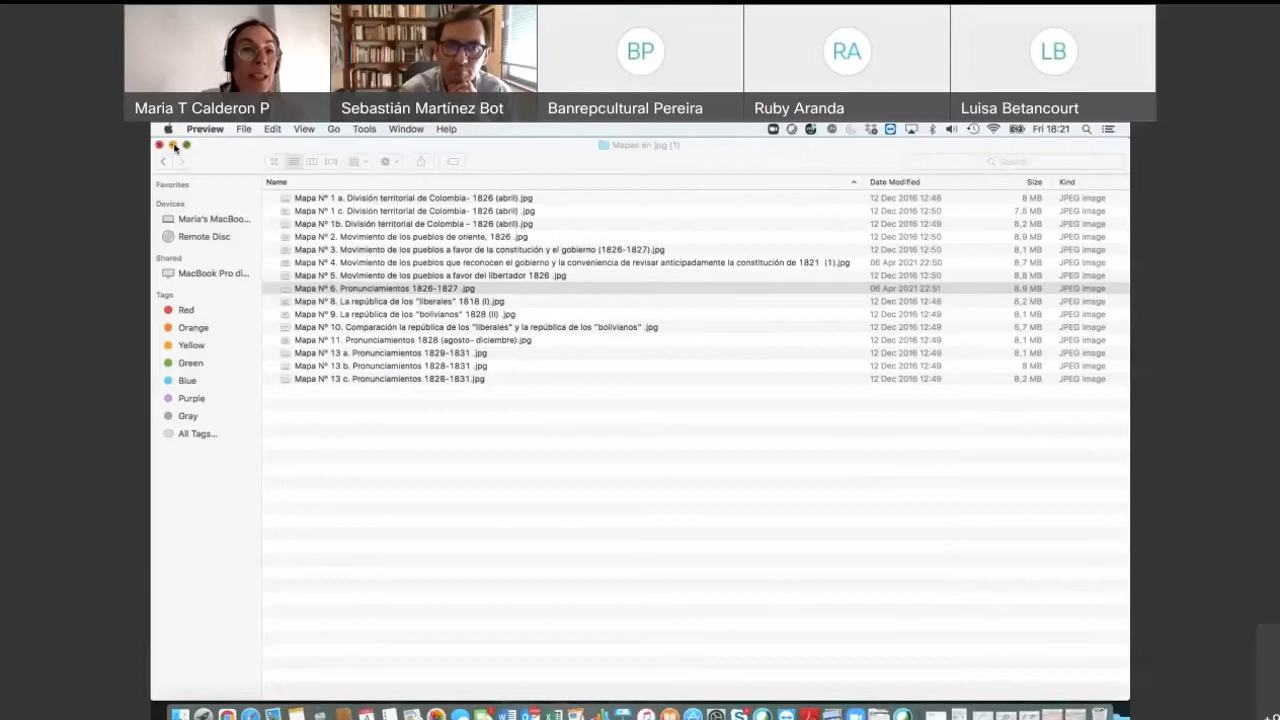 BP
RA
LB
Maria T Calderon P
Sebastián Martínez Bot
Banrepcultural Pereira
Ruby Aranda
Luisa Betancourt
Preview File Edit View Go Tools Window Help
Fri 18:21
Mapas en jpg (1)
Search
Favorites
Devices
Maria's MacBoo...
Remote Disc
Shared
MacBook Pro di...
Tags
Red
Orange
Yellow
Green
Blue
Purple
Gray
All Tags...
Name Date Modified Size Kind
Mapa Nº 1 a. División territorial de Colombia- 1826 (abril).jpg 12 Dec 2016 12:48 8 MB JPEG image
Mapa Nº 1 c. División territorial de Colombia- 1826 (abril) .jpg 12 Dec 2016 12:50 7,5 MB JPEG image
Mapa Nº 1b. División territorial de Colombia - 1826 (abril).jpg 12 Dec 2016 12:49 8,2 MB JPEG image
Mapa Nº 2. Movimiento de los pueblos de oriente, 1826 .jpg 12 Dec 2016 12:50 8,9 MB JPEG image
Mapa Nº 3. Movimiento de los pueblos a favor de la constitución y el gobierno (1826-1827).jpg 12 Dec 2016 12:50 8,1 MB JPEG image
Mapa Nº 4. Movimiento de los pueblos que reconocen el gobierno y la conveniencia de revisar anticipadamente la constitución de 1821 (1).jpg 06 Apr 2021 22:50 8,7 MB JPEG image
Mapa Nº 5. Movimiento de los pueblos a favor del libertador 1826 .jpg 12 Dec 2016 12:50 8,8 MB JPEG image
Mapa Nº 6. Pronunciamientos 1826-1827 .jpg 06 Apr 2021 22:51 8,9 MB JPEG image
Mapa Nº 8. La república de los "liberales" 1818 (I).jpg 12 Dec 2016 12:48 8,2 MB JPEG image
Mapa Nº 9. La república de los "bolivianos" 1828 (II) .jpg 12 Dec 2016 12:49 8,1 MB JPEG image
Mapa Nº 10. Comparación la república de los "liberales" y la república de los "bolivianos" .jpg 12 Dec 2016 12:49 5,7 MB JPEG image
Mapa Nº 11. Pronunciamientos 1828 (agosto- diciembre).jpg 12 Dec 2016 12:49 8,1 MB JPEG image
Mapa Nº 13 a. Pronunciamientos 1829-1831 .jpg 12 Dec 2016 12:49 8,1 MB JPEG image
Mapa Nº 13 b. Pronunciamientos 1828-1831 .jpg 12 Dec 2016 12:49 8 MB JPEG image
Mapa Nº 13 c. Pronunciamientos 1828-1831.jpg 12 Dec 2016 12:49 8,2 MB JPEG image